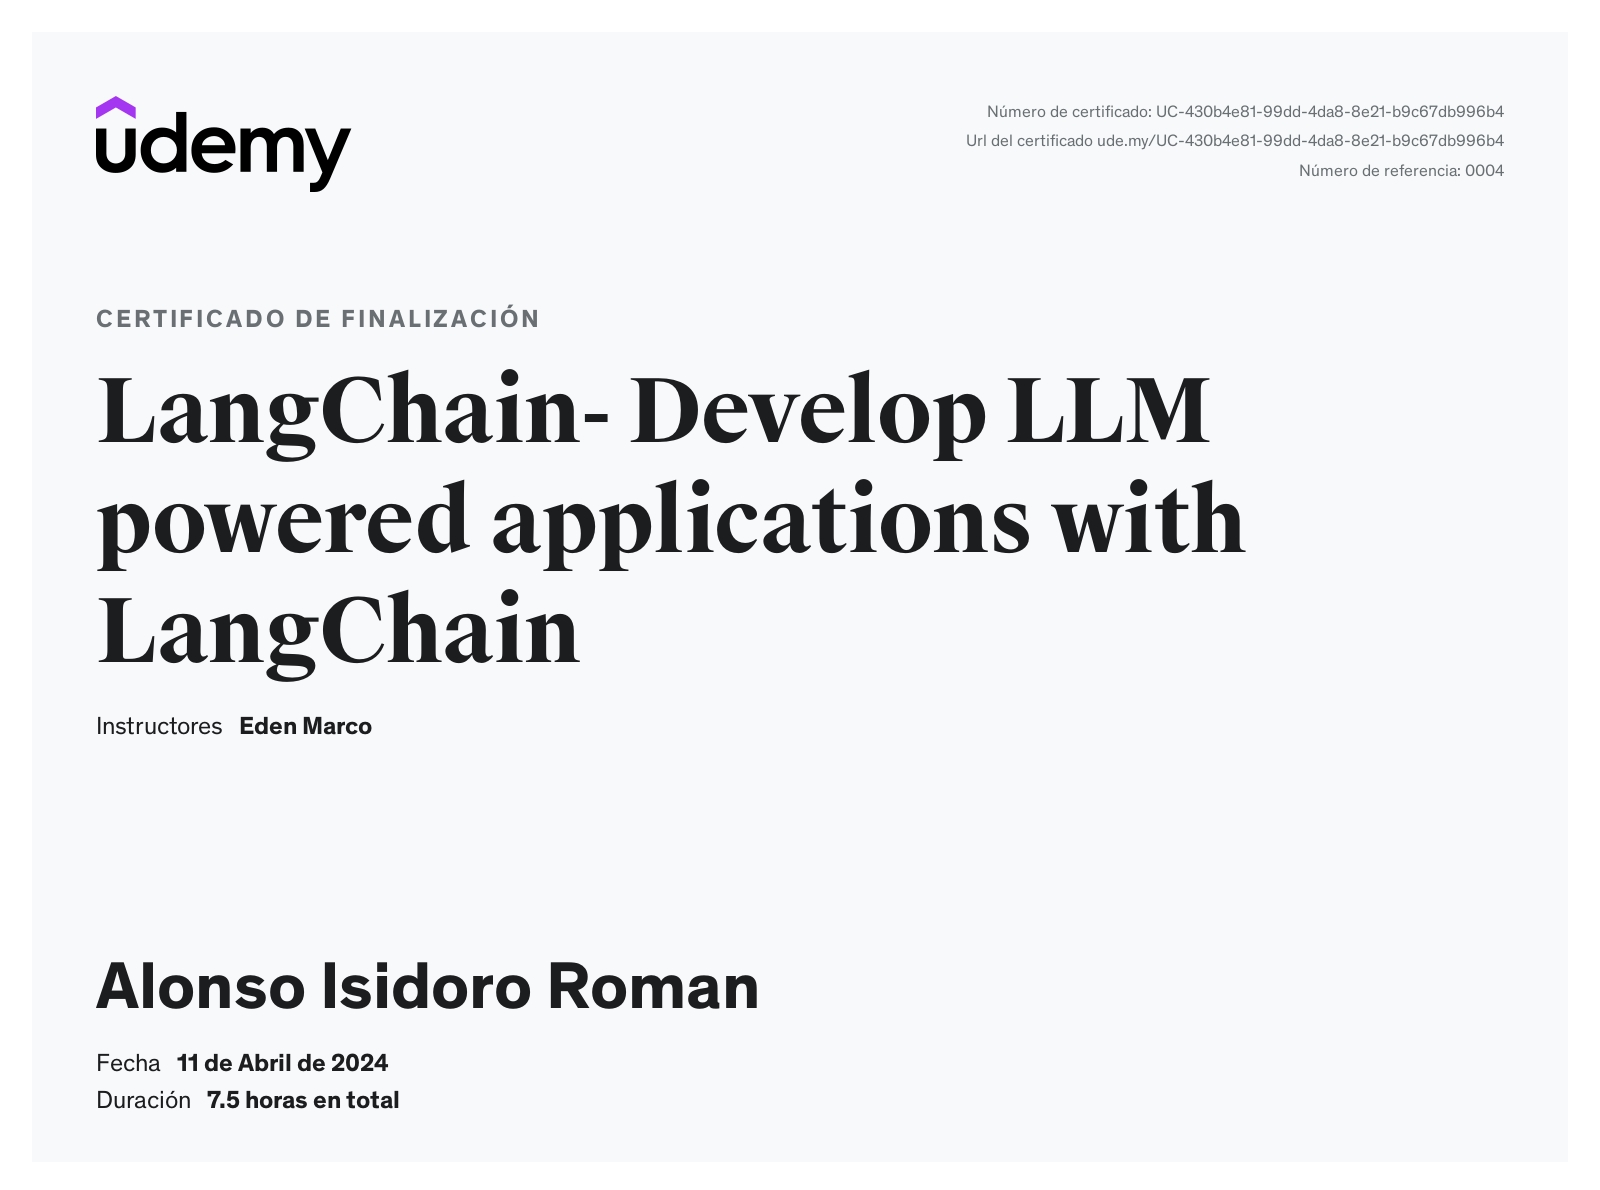 udemy
Número de certificado: UC-430b4e81-99dd-4da8-8e21-b9c67db996b4
Url del certificado ude.my/UC-430b4e81-99dd-4da8-8e21-b9c67db996b4
Número de referencia: 0004
CERTIFICADO DE FINALIZACIÓN
LangChain- Develop LLM
powered applications with
LangChain
Instructores Eden Marco
Alonso Isidoro Roman
Fecha 11 de Abril de 2024
Duración 7.5 horas en total